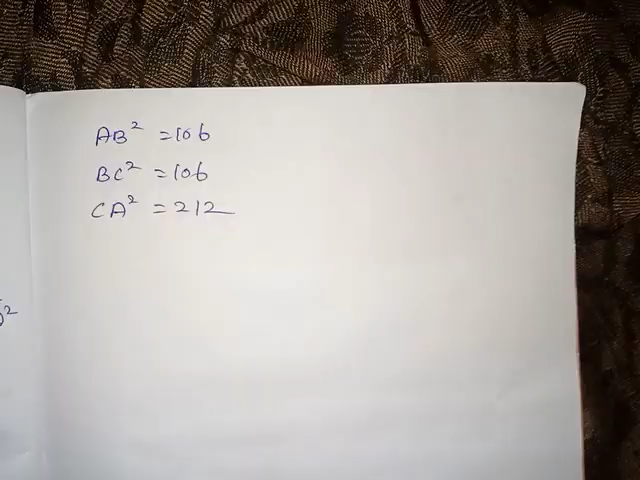 AB² = 106
BC² = 106
CA² = 212